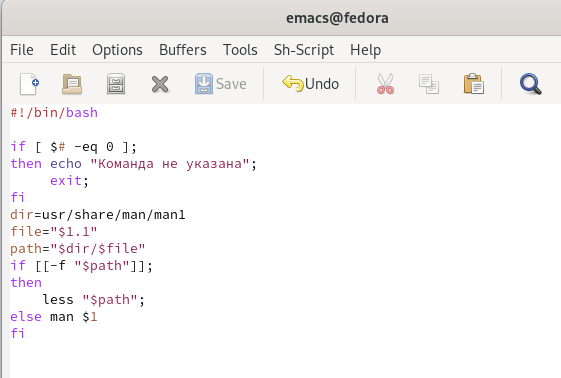 emacs@fedora
File Edit Options Buffers Tools Sh-Script Help
Save Undo
#!/bin/bash
if [ $# -eq 0 ];
then echo "Команда не указана";
     exit;
fi
dir=usr/share/man/man1
file="$1.1"
path="$dir/$file"
if [[-f "$path"]];
then
    less "$path";
else man $1
fi